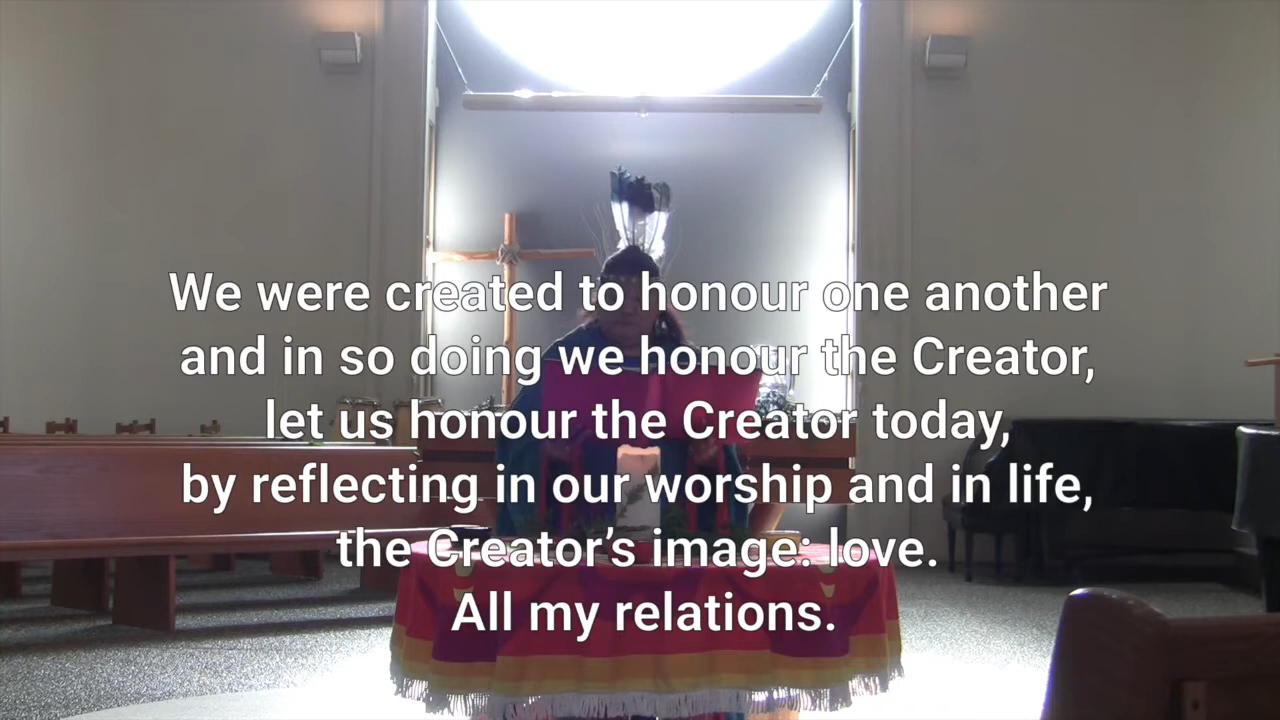 We were created to honour one another
and in so doing we honour the Creator,
let us honour the Creator today,
by reflecting in our worship and in life,
the Creator’s image: love.
All my relations.